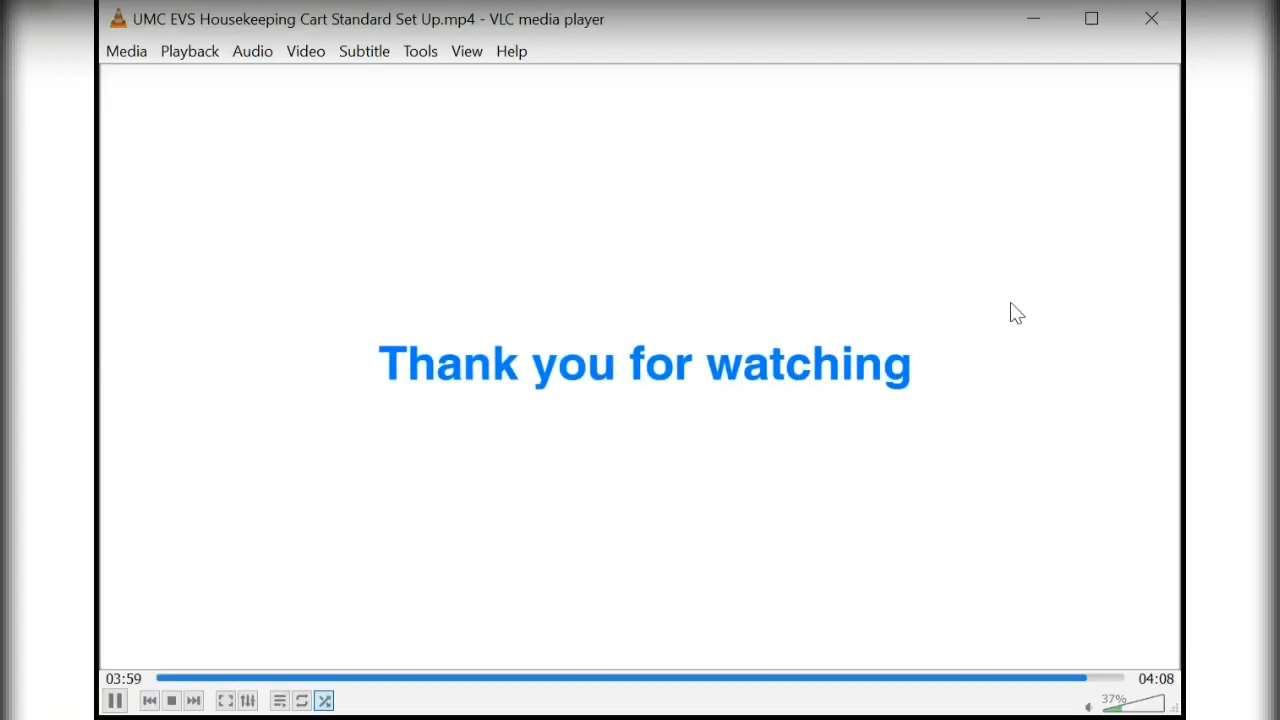 UMC EVS Housekeeping Cart Standard Set Up.mp4 - VLC media player
Media Playback Audio Video Subtitle Tools View Help
Thank you for watching
03:59 04:08
37%